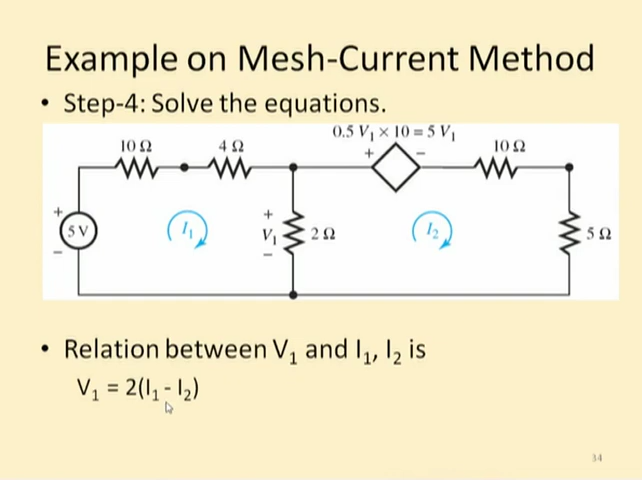 Example on Mesh-Current Method
• Step-4: Solve the equations.
0.5 V₁ × 10 = 5 V₁
10 Ω
4 Ω
10 Ω
+ −
+
5 V
−
I₁
+
V₁
−
2 Ω
I₂
5 Ω
• Relation between V₁ and I₁, I₂ is
V₁ = 2(I₁ - I₂)
34